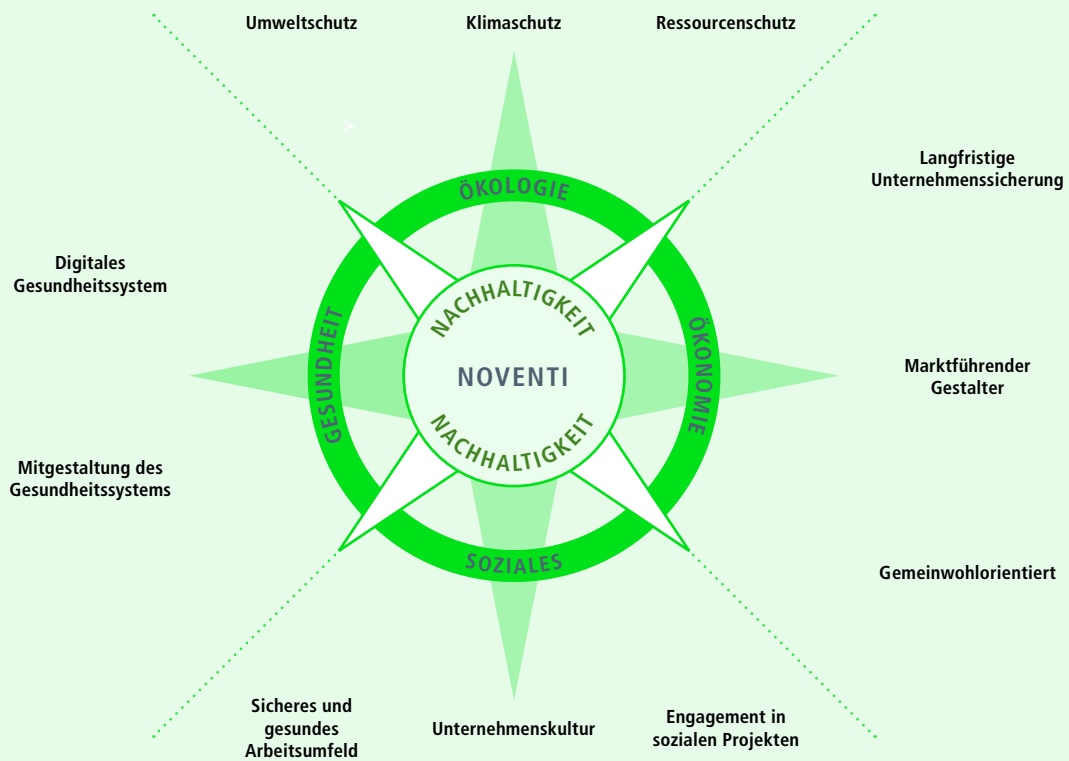 Umweltschutz
Klimaschutz
Ressourcenschutz
Langfristige
Unternehmenssicherung
ÖKOLOGIE
Digitales
Gesundheitssystem
NACHHALTIGKEIT
GESUNDHEIT
NOVENTI
ÖKONOMIE
Marktführender
Gestalter
NACHHALTIGKEIT
Mitgestaltung des
Gesundheitssystems
SOZIALES
Gemeinwohlorientiert
Sicheres und
gesundes
Arbeitsumfeld
Unternehmenskultur
Engagement in
sozialen Projekten